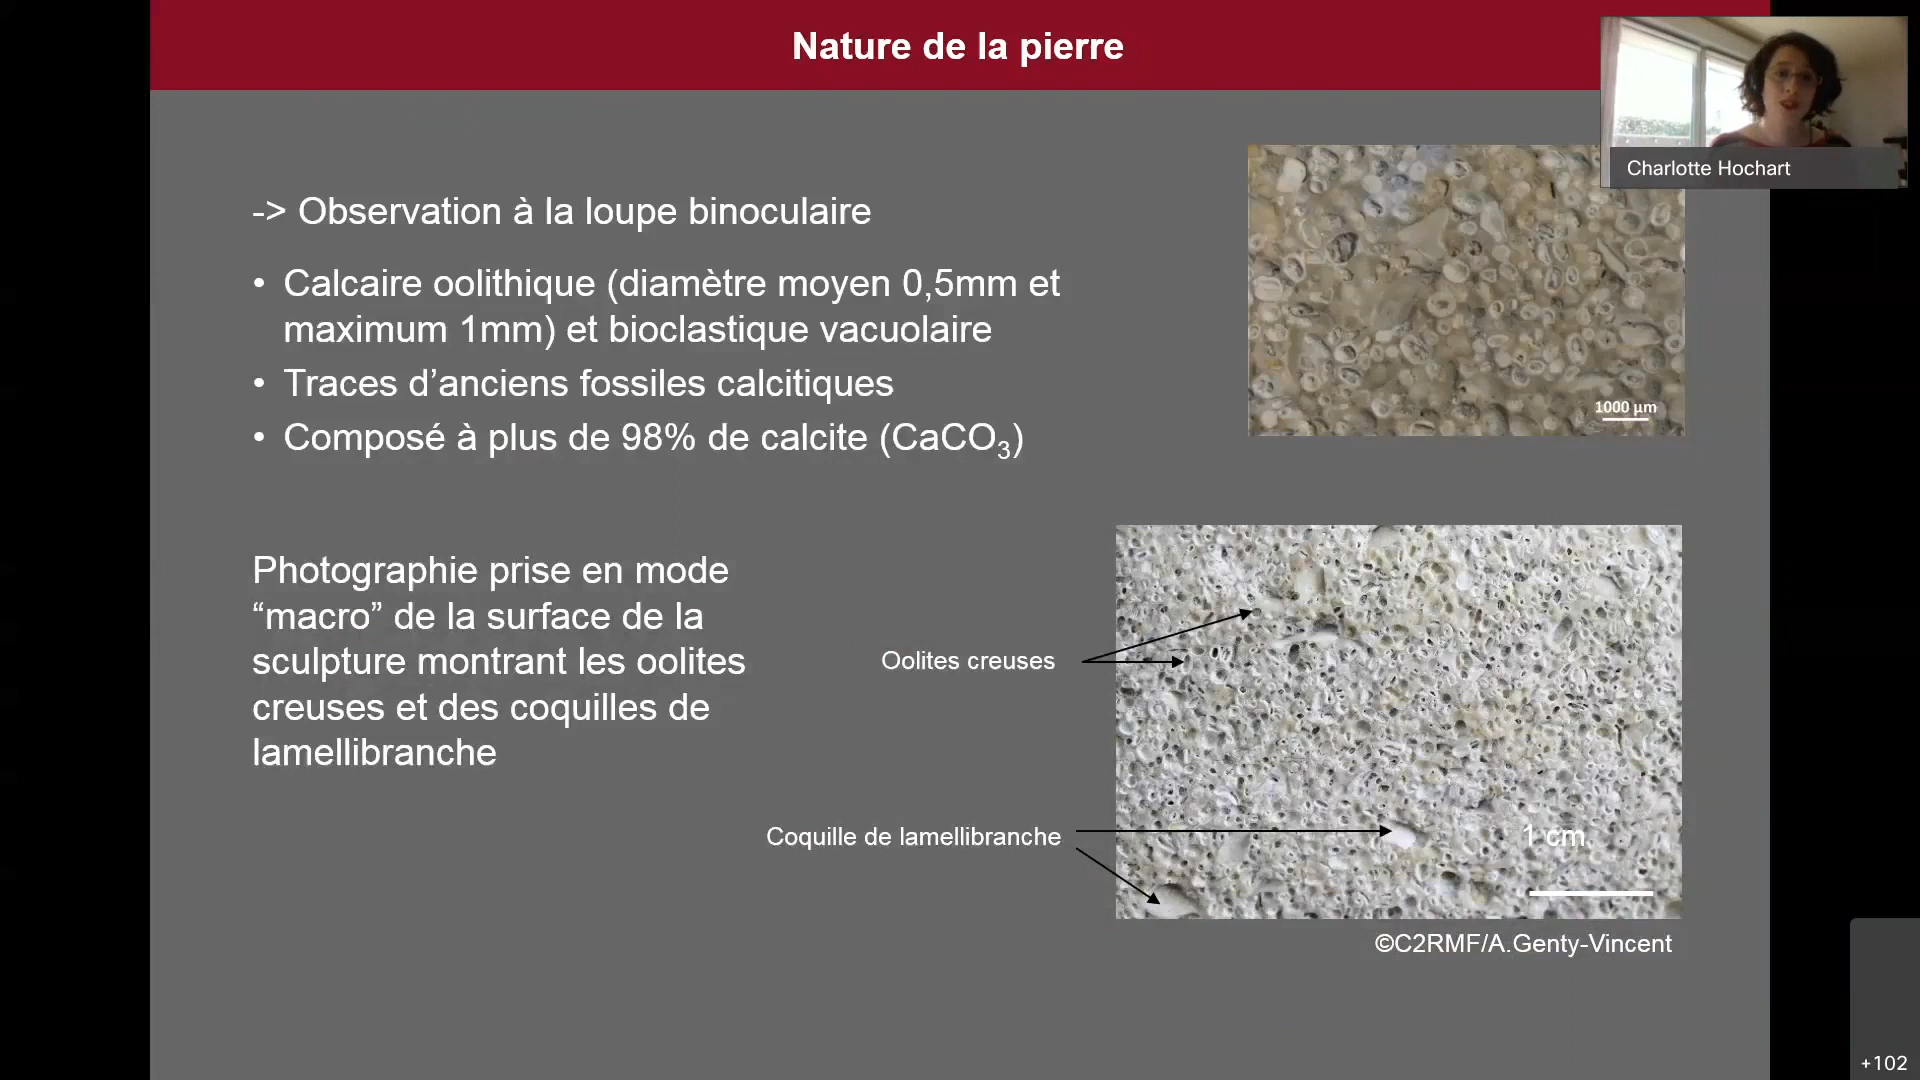 Nature de la pierre
Charlotte Hochart
-> Observation à la loupe binoculaire
• Calcaire oolithique (diamètre moyen 0,5mm et
maximum 1mm) et bioclastique vacuolaire
• Traces d’anciens fossiles calcitiques
• Composé à plus de 98% de calcite (CaCO₃)
1000 µm
Photographie prise en mode
“macro” de la surface de la
sculpture montrant les oolites
creuses et des coquilles de
lamellibranche
Oolites creuses
Coquille de lamellibranche
1 cm
©C2RMF/A.Genty-Vincent
+102